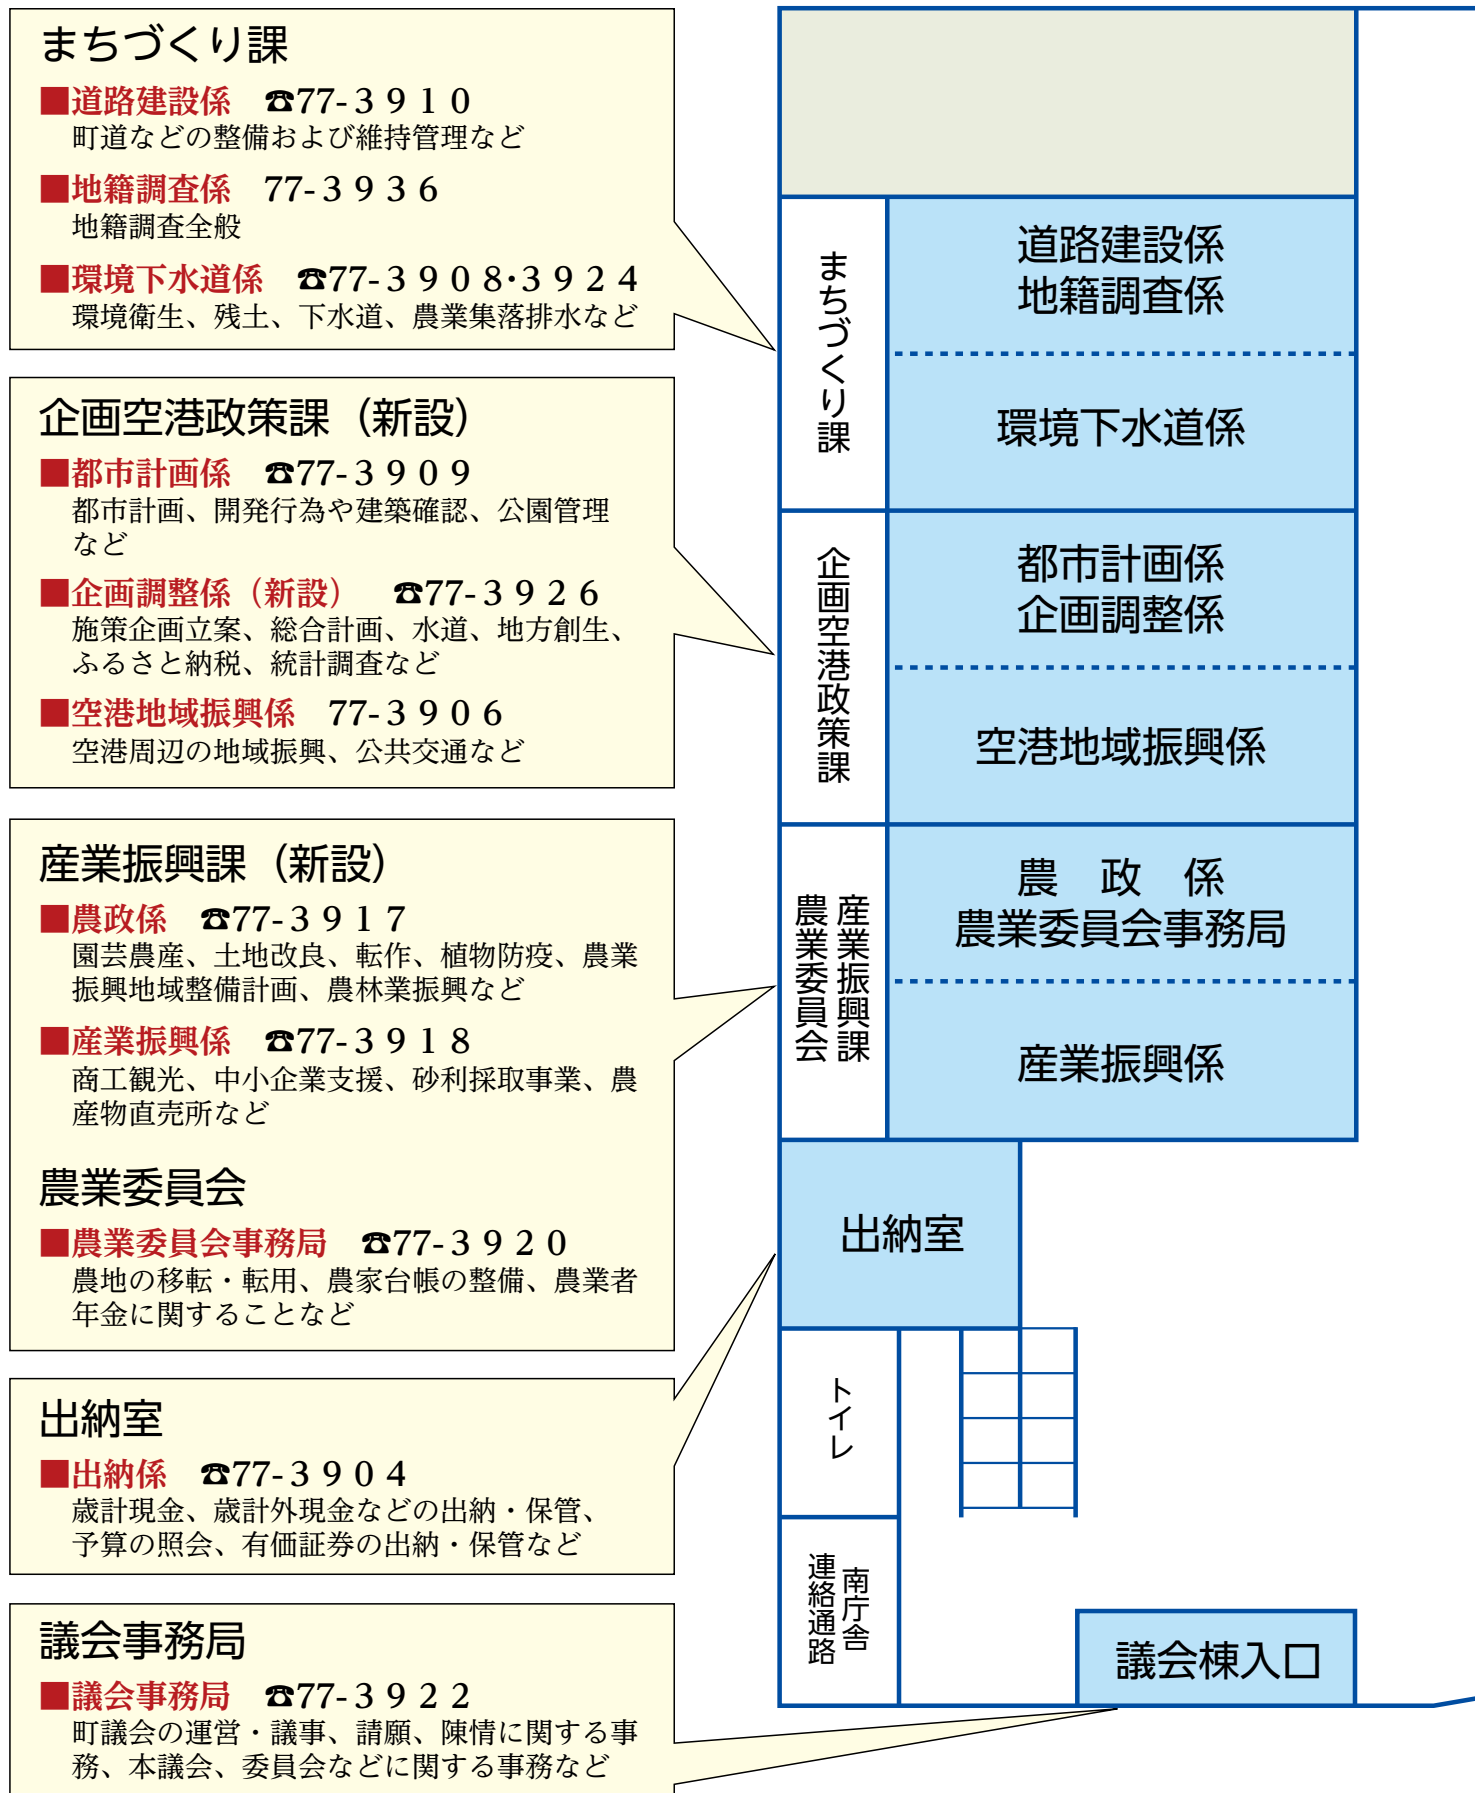 まちづくり課
■道路建設係　☎77-３９１０
町道などの整備および維持管理など
■地籍調査係　77-３９３６
地籍調査全般
■環境下水道係　☎77-３９０８・３９２４
環境衛生、残土、下水道、農業集落排水など
企画空港政策課（新設）
■都市計画係　☎77-３９０９
都市計画、開発行為や建築確認、公園管理
など
■企画調整係（新設）　☎77-３９２６
施策企画立案、総合計画、水道、地方創生、
ふるさと納税、統計調査など
■空港地域振興係　77-３９０６
空港周辺の地域振興、公共交通など
産業振興課（新設）
■農政係　☎77-３９１７
園芸農産、土地改良、転作、植物防疫、農業
振興地域整備計画、農林業振興など
■産業振興係　☎77-３９１８
商工観光、中小企業支援、砂利採取事業、農
産物直売所など
農業委員会
■農業委員会事務局　☎77-３９２０
農地の移転・転用、農家台帳の整備、農業者
年金に関することなど
出納室
■出納係　☎77-３９０４
歳計現金、歳計外現金などの出納・保管、
予算の照会、有価証券の出納・保管など
議会事務局
■議会事務局　☎77-３９２２
町議会の運営・議事、請願、陳情に関する事
務、本議会、委員会などに関する事務など
まちづくり課
道路建設係
地籍調査係
環境下水道係
企画空港政策課
都市計画係
企画調整係
空港地域振興係
産業振興課
農業委員会
農　政　係
農業委員会事務局
産業振興係
出納室
トイレ
南庁舎
連絡通路
議会棟入口